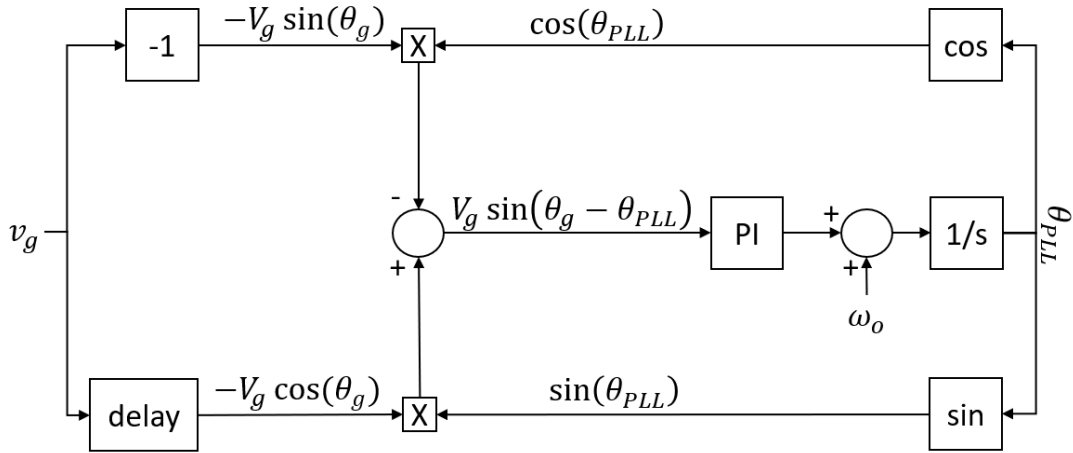 −V_g sin(θ_g)
cos(θ_PLL)
-1
X
cos
-
V_g sin(θ_g − θ_PLL)
+
v_g
PI
1/s
θ_PLL
+
+
ω_o
−V_g cos(θ_g)
sin(θ_PLL)
delay
X
sin